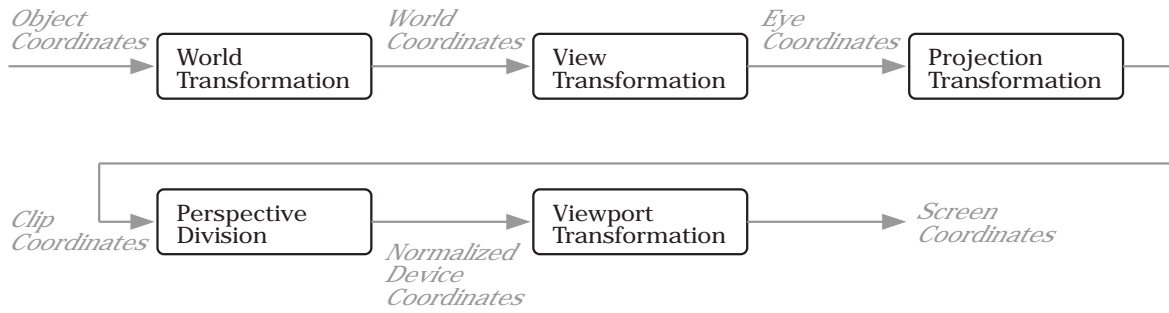 Object
Coordinates
World
Transformation
World
Coordinates
View
Transformation
Eye
Coordinates
Projection
Transformation
Clip
Coordinates
Perspective
Division
Normalized
Device
Coordinates
Viewport
Transformation
Screen
Coordinates